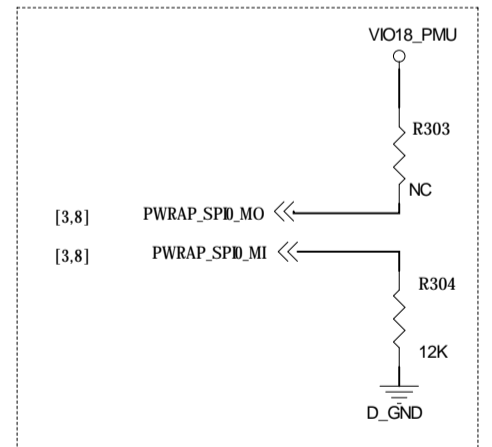 VIO18_PMU
R303
NC
[3,8] PWRAP_SPI0_MO
[3,8] PWRAP_SPI0_MI
R304
12K
D_GND